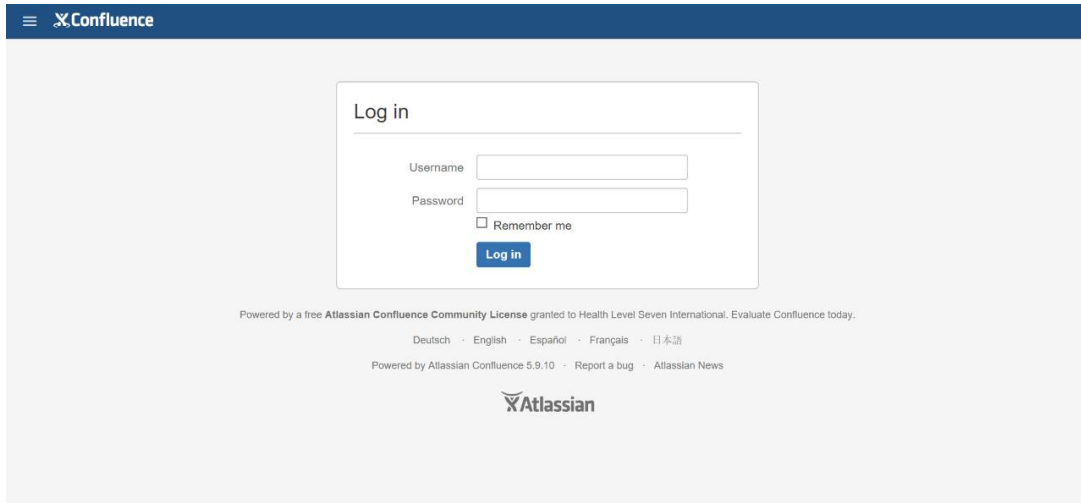 Confluence
Log in
Username
Password
Remember me
Log in
Powered by a free Atlassian Confluence Community License granted to Health Level Seven International. Evaluate Confluence today.
Deutsch · English · Español · Français · 日本語
Powered by Atlassian Confluence 5.9.10 · Report a bug · Atlassian News
Atlassian